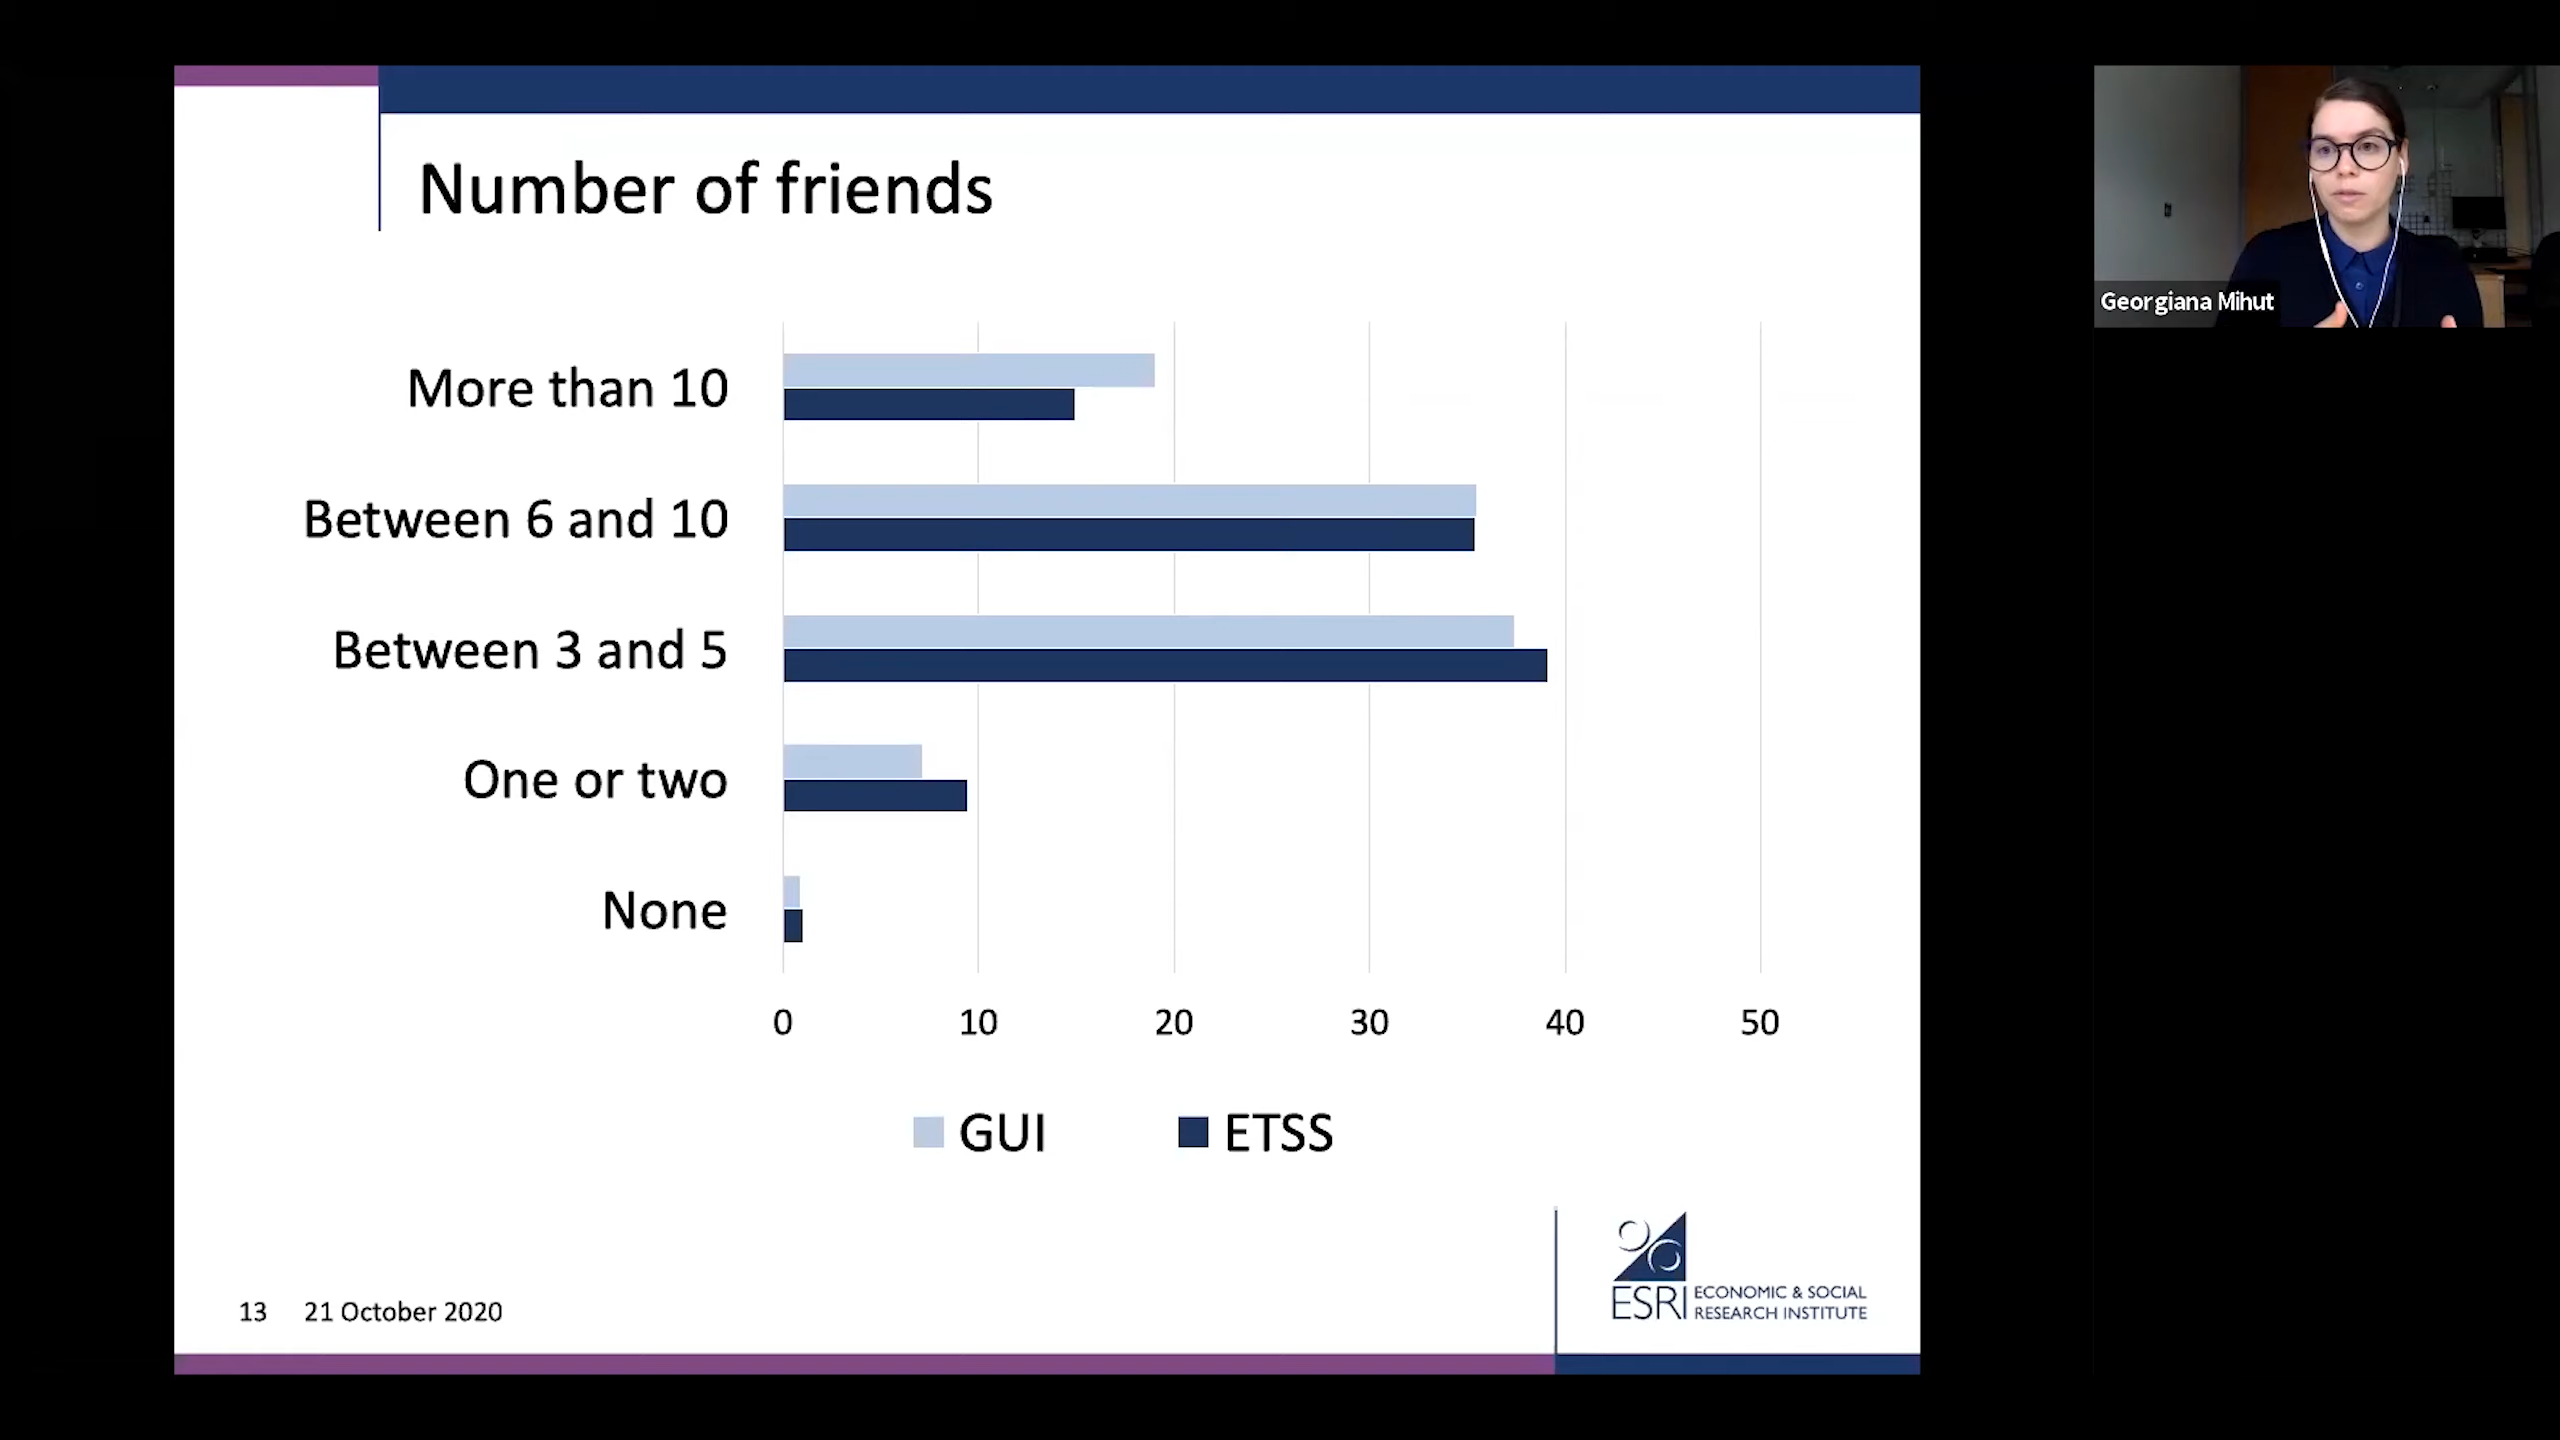 Number of friends
More than 10
Between 6 and 10
Between 3 and 5
One or two
None
0 10 20 30 40 50
GUI ETSS
13 21 October 2020
ESRI ECONOMIC & SOCIAL
RESEARCH INSTITUTE
Georgiana Mihut